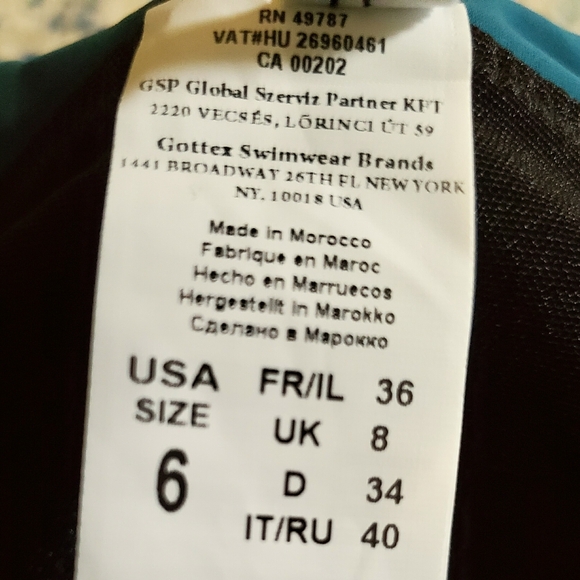 RN 49787
VAT#HU 26960461
CA 00202
GSP Global Szerviz Partner KFT
2220 VECSÉS, LŐRINCI ÚT 59
Gottex Swimwear Brands
1441 BROADWAY 26TH FL NEW YORK
NY. 10018 USA
Made in Morocco
Fabrique en Maroc
Hecho en Marruecos
Hergestellt in Marokko
Сделано в Марокко
USA SIZE 6
FR/IL 36
UK 8
D 34
IT/RU 40